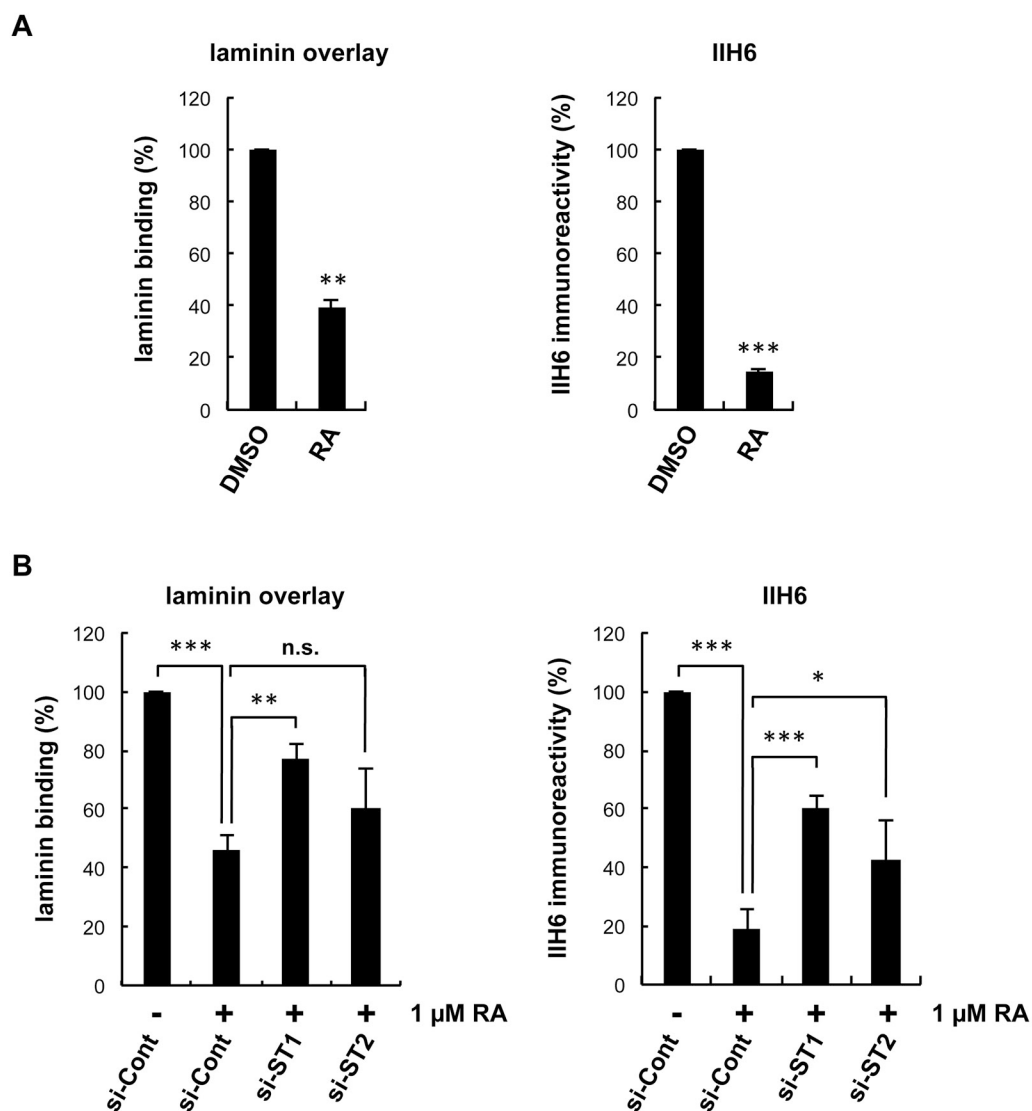 A
laminin overlay
laminin binding (%)
120
100
80
60
40
20
0
**
DMSO
RA
IIH6
IIH6 immunoreactivity (%)
120
100
80
60
40
20
0
***
DMSO
RA
B
laminin overlay
laminin binding (%)
120
100
80
60
40
20
0
***
n.s.
**
- + + + 1 µM RA
si-Cont
si-Cont
si-ST1
si-ST2
IIH6
IIH6 immunoreactivity (%)
120
100
80
60
40
20
0
***
*
***
- + + + 1 µM RA
si-Cont
si-Cont
si-ST1
si-ST2